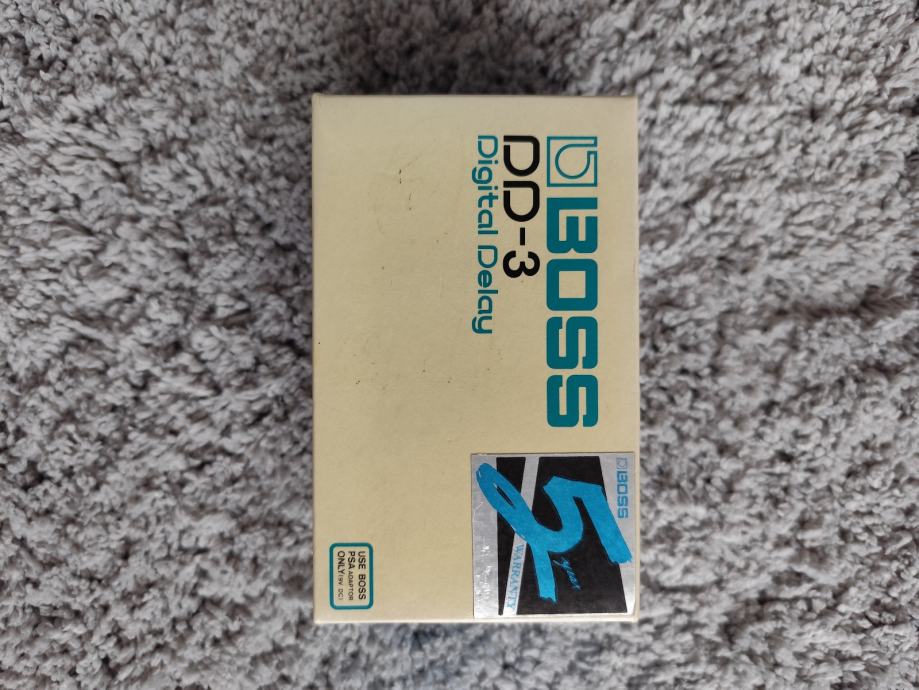 BOSS
DD-3
Digital Delay
BOSS
5
year
WARRANTY
USE BOSS
PSA ADAPTOR
ONLY (9V DC)